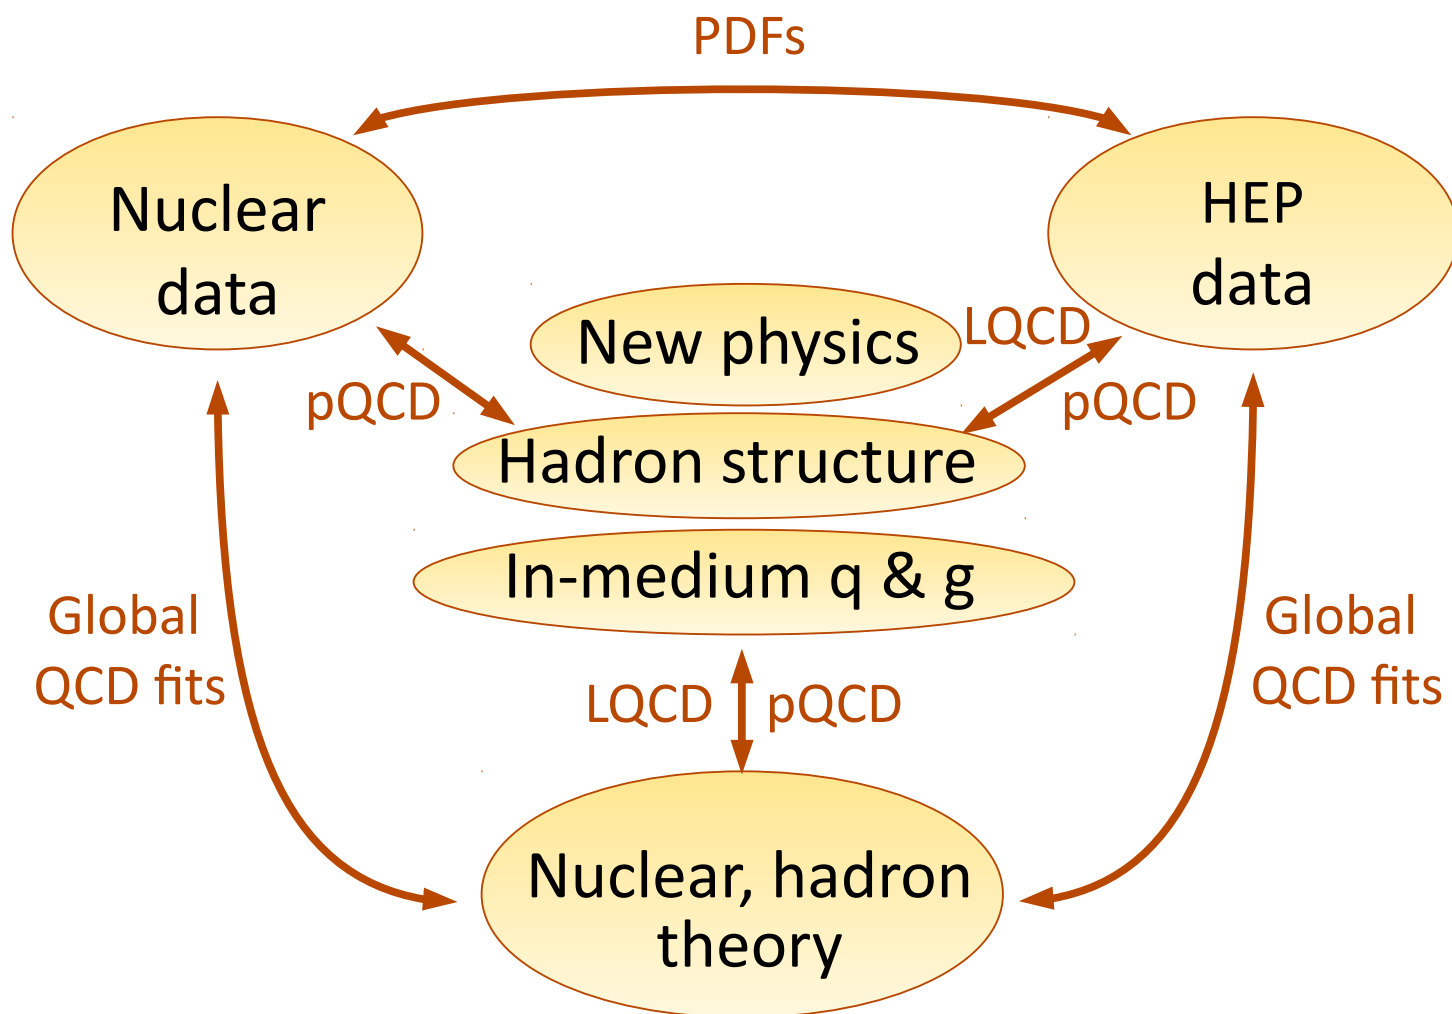 PDFs
Nuclear
data
HEP
data
New physics
LQCD
pQCD
pQCD
Hadron structure
In-medium q & g
Global
QCD fits
Global
QCD fits
LQCD
pQCD
Nuclear, hadron
theory